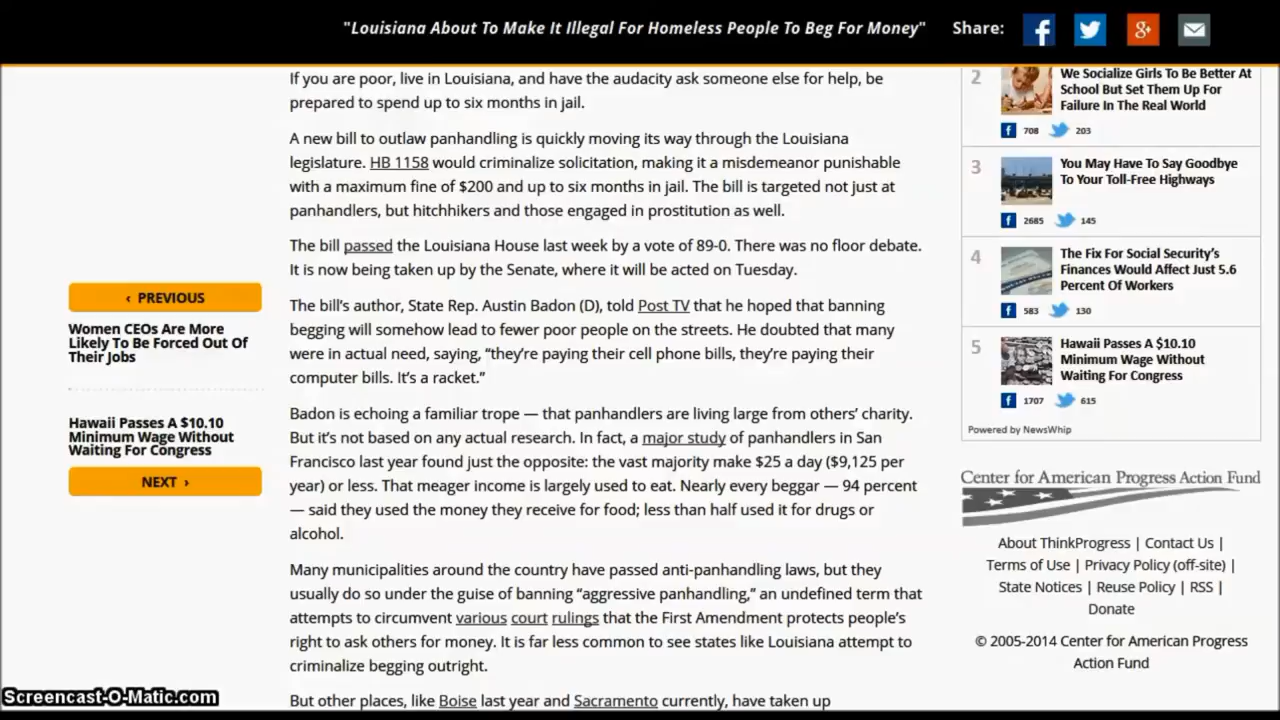 "Louisiana About To Make It Illegal For Homeless People To Beg For Money"
Share:
If you are poor, live in Louisiana, and have the audacity ask someone else for help, be
prepared to spend up to six months in jail.
A new bill to outlaw panhandling is quickly moving its way through the Louisiana
legislature. HB 1158 would criminalize solicitation, making it a misdemeanor punishable
with a maximum fine of $200 and up to six months in jail. The bill is targeted not just at
panhandlers, but hitchhikers and those engaged in prostitution as well.
The bill passed the Louisiana House last week by a vote of 89-0. There was no floor debate.
It is now being taken up by the Senate, where it will be acted on Tuesday.
The bill's author, State Rep. Austin Badon (D), told Post TV that he hoped that banning
begging will somehow lead to fewer poor people on the streets. He doubted that many
were in actual need, saying, “they’re paying their cell phone bills, they’re paying their
computer bills. It’s a racket.”
Badon is echoing a familiar trope — that panhandlers are living large from others’ charity.
But it’s not based on any actual research. In fact, a major study of panhandlers in San
Francisco last year found just the opposite: the vast majority make $25 a day ($9,125 per
year) or less. That meager income is largely used to eat. Nearly every beggar — 94 percent
— said they used the money they receive for food; less than half used it for drugs or
alcohol.
Many municipalities around the country have passed anti-panhandling laws, but they
usually do so under the guise of banning “aggressive panhandling,” an undefined term that
attempts to circumvent various court rulings that the First Amendment protects people’s
right to ask others for money. It is far less common to see states like Louisiana attempt to
criminalize begging outright.
But other places, like Boise last year and Sacramento currently, have taken up
‹ PREVIOUS
Women CEOs Are More
Likely To Be Forced Out Of
Their Jobs
Hawaii Passes A $10.10
Minimum Wage Without
Waiting For Congress
NEXT ›
2
We Socialize Girls To Be Better At
School But Set Them Up For
Failure In The Real World
708 203
3
You May Have To Say Goodbye
To Your Toll-Free Highways
2685 145
4
The Fix For Social Security’s
Finances Would Affect Just 5.6
Percent Of Workers
583 130
5
Hawaii Passes A $10.10
Minimum Wage Without
Waiting For Congress
1707 615
Powered by NewsWhip
Center for American Progress Action Fund
About ThinkProgress | Contact Us |
Terms of Use | Privacy Policy (off-site) |
State Notices | Reuse Policy | RSS |
Donate
© 2005-2014 Center for American Progress
Action Fund
Screencast-O-Matic.com